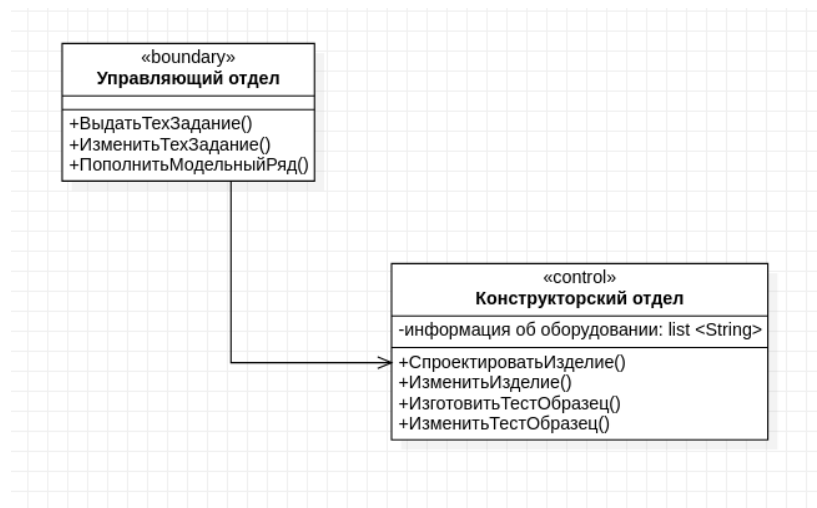 «boundary»
Управляющий отдел
+ВыдатьТехЗадание()
+ИзменитьТехЗадание()
+ПополнитьМодельныйРяд()
«control»
Конструкторский отдел
-информация об оборудовании: list <String>
+СпроектироватьИзделие()
+ИзменитьИзделие()
+ИзготовитьТестОбразец()
+ИзменитьТестОбразец()